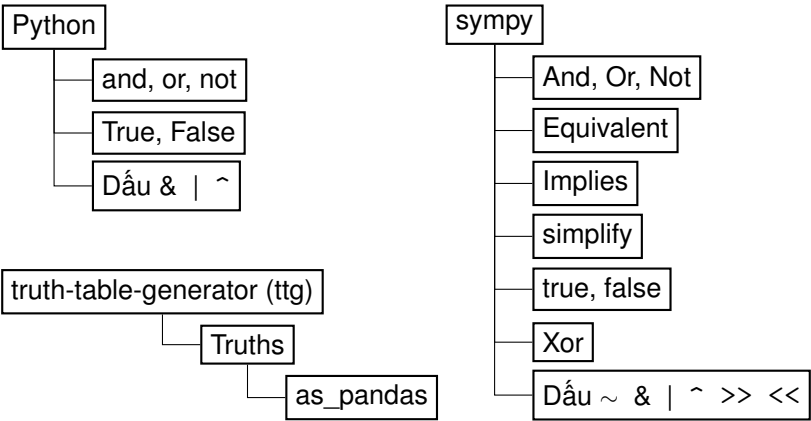 Python
and, or, not
True, False
Dấu & | ^
truth-table-generator (ttg)
Truths
as_pandas
sympy
And, Or, Not
Equivalent
Implies
simplify
true, false
Xor
Dấu ~ & | ^ >> <<